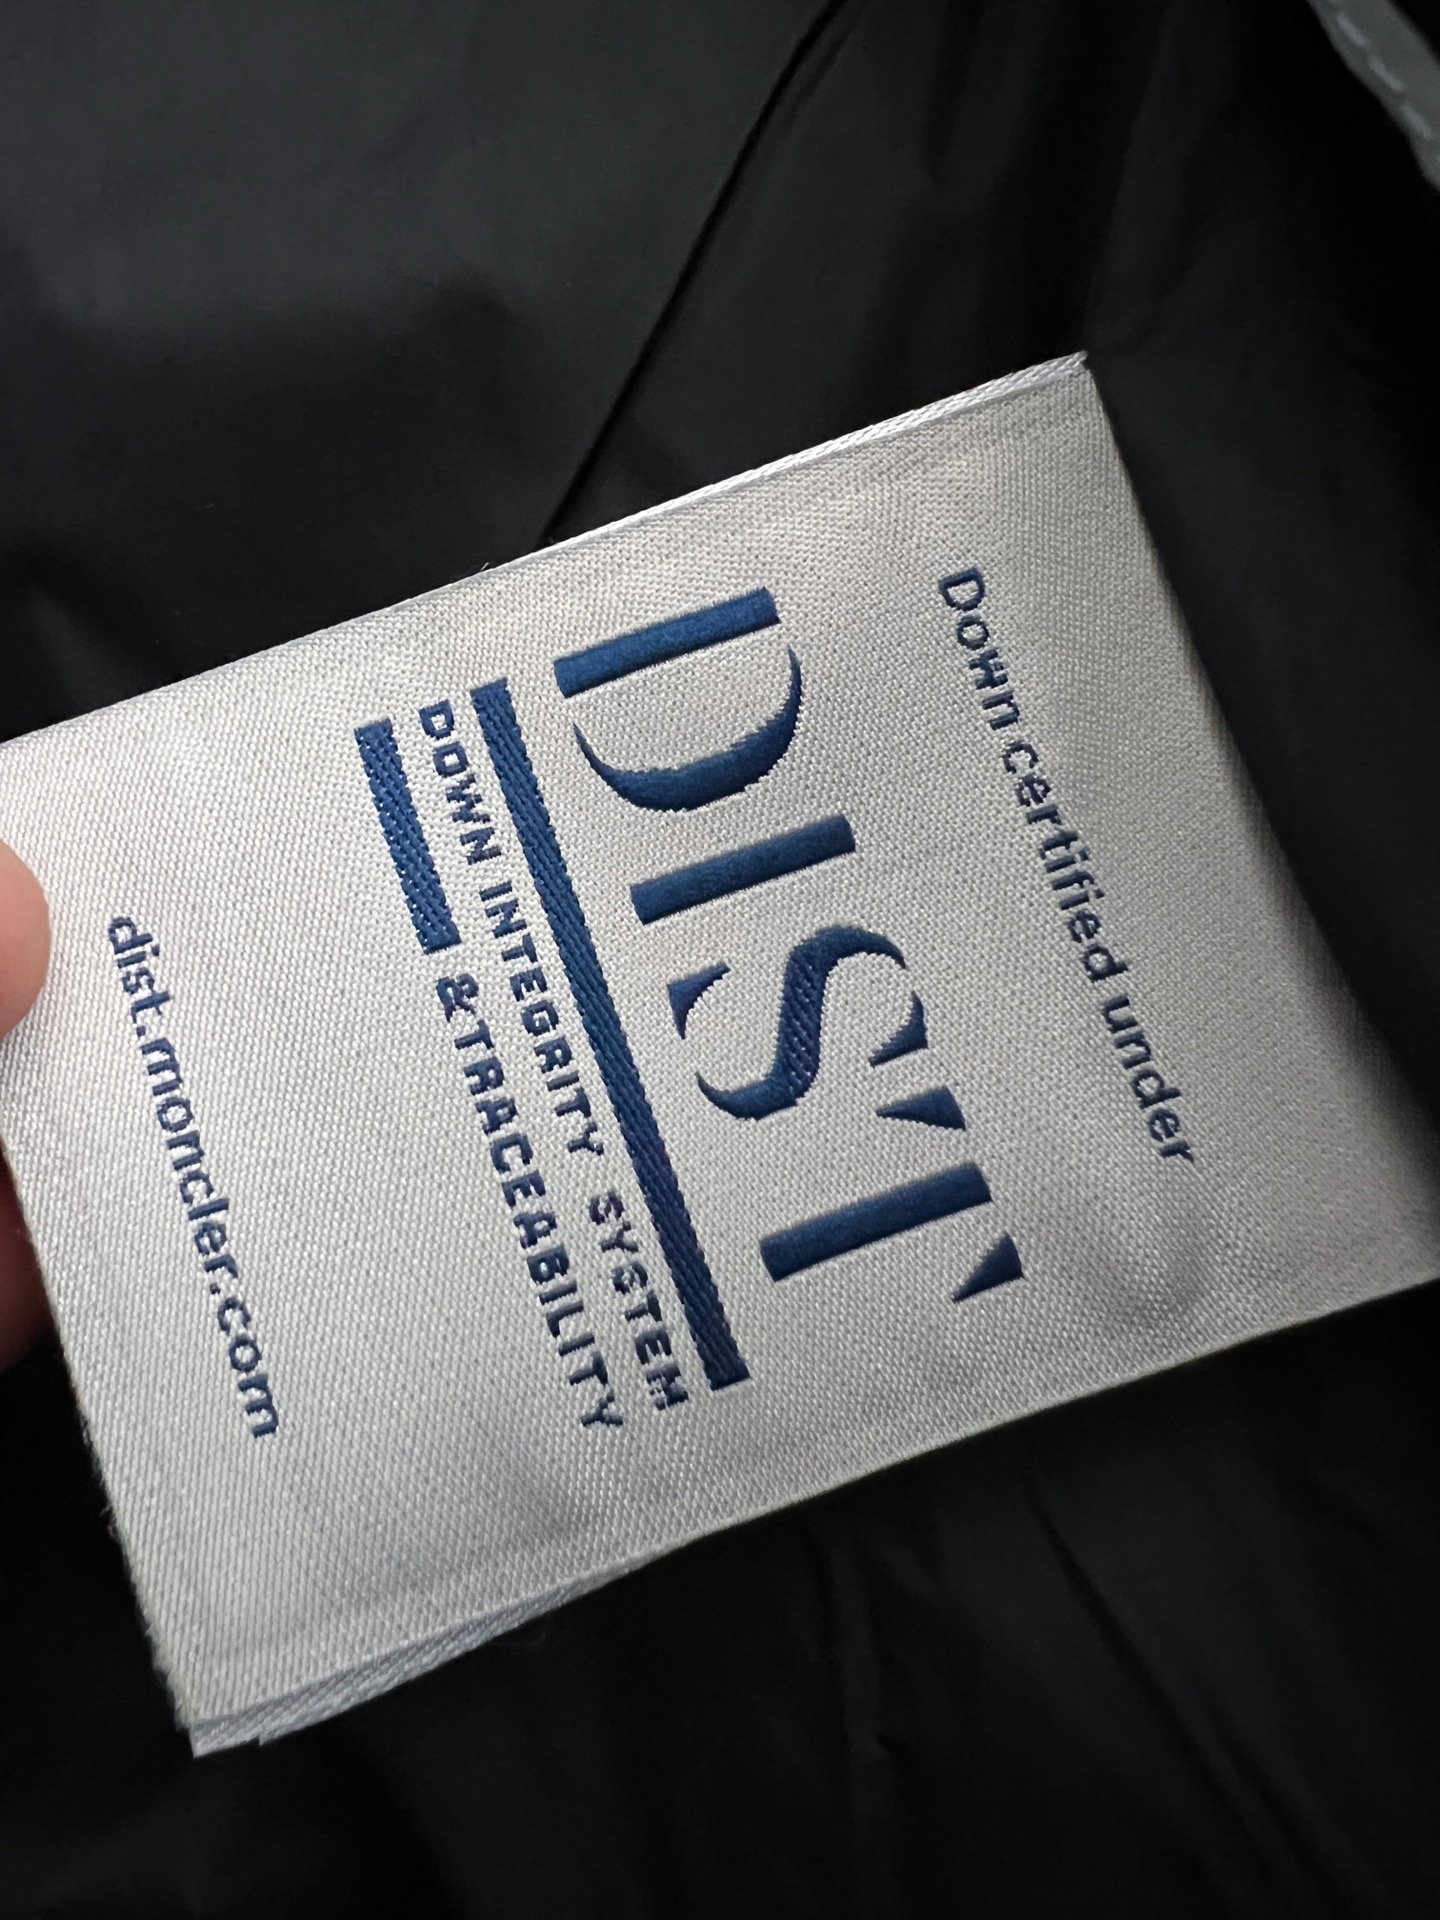 Down certified under
DIST
DOWN INTEGRITY SYSTEM
& TRACEABILITY
dist.moncler.com